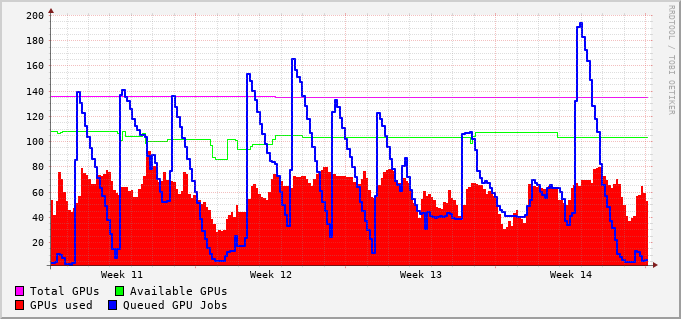 200
180
160
140
120
100
80
60
40
20
Week 11 Week 12 Week 13 Week 14
Total GPUs Available GPUs
GPUs used Queued GPU Jobs
RRDTOOL / TOBI OETIKER